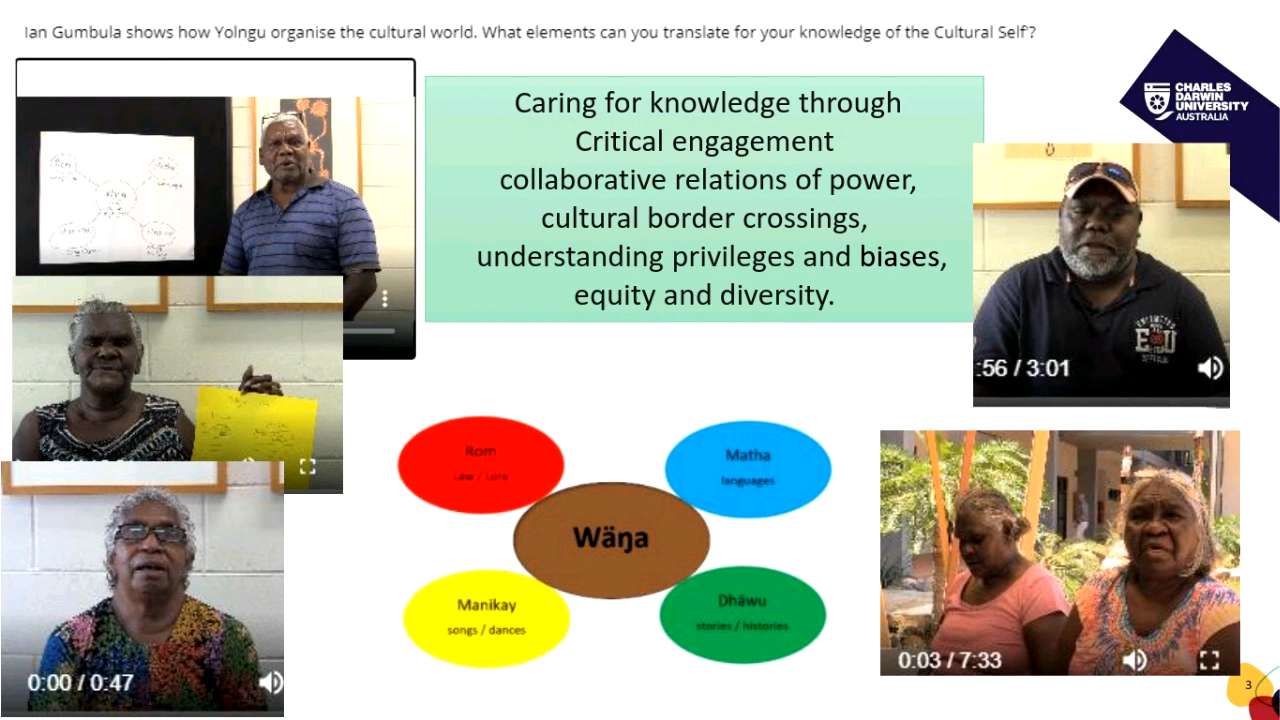 Ian Gumbula shows how Yolngu organise the cultural world. What elements can you translate for your knowledge of the Cultural Self'?
CHARLES
DARWIN
UNIVERSITY
AUSTRALIA
Caring for knowledge through
Critical engagement
collaborative relations of power,
cultural border crossings,
understanding privileges and biases,
equity and diversity.
:56 / 3:01
Rom
Law / Lore
Matha
languages
Wäŋa
Manikay
songs / dances
Dhäwu
stories / histories
0:00 / 0:47
0:03 / 7:33
3